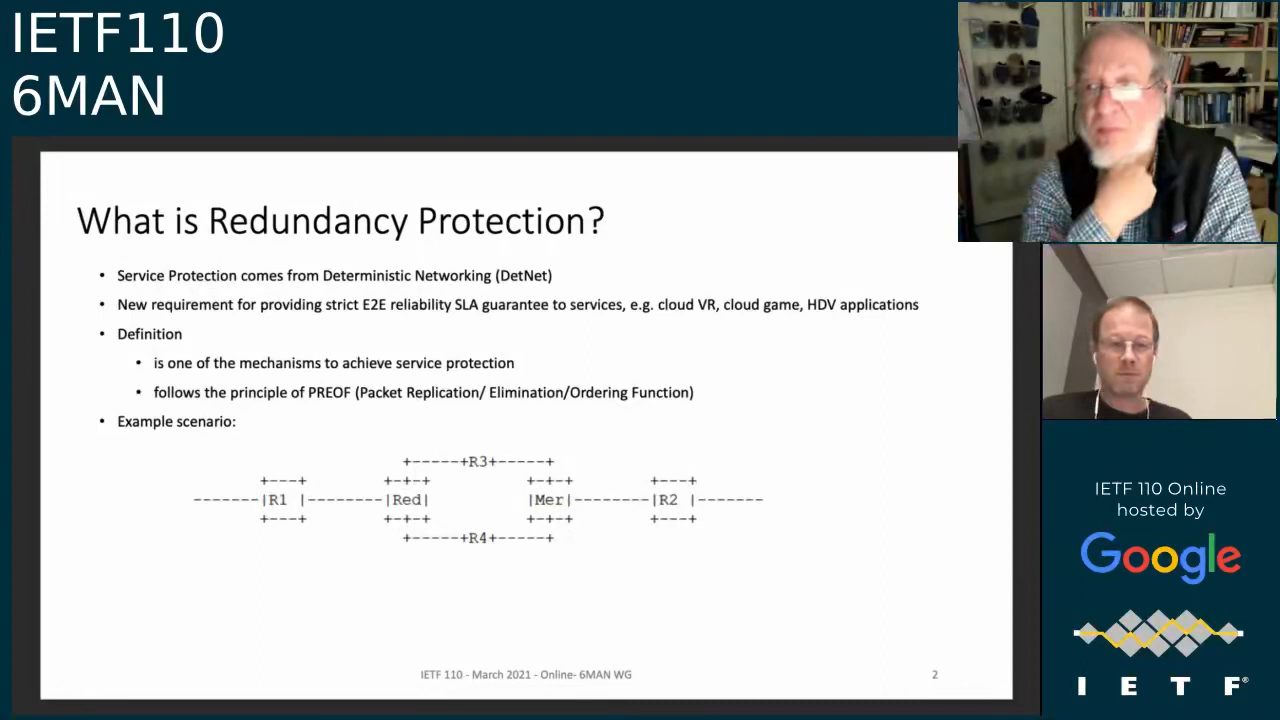 IETF110
6MAN
What is Redundancy Protection?
• Service Protection comes from Deterministic Networking (DetNet)
• New requirement for providing strict E2E reliability SLA guarantee to services, e.g. cloud VR, cloud game, HDV applications
• Definition
• is one of the mechanisms to achieve service protection
• follows the principle of PREOF (Packet Replication/ Elimination/Ordering Function)
• Example scenario:
+------+R3+------+
+----+ +-+-+ +-+-+ +----+
-------|R1 |--------|Red| |Mer|--------|R2 |-------
+----+ +-+-+ +-+-+ +----+
+------+R4+------+
IETF 110 - March 2021 - Online- 6MAN WG 2
IETF 110 Online
hosted by
Google
I E T F®